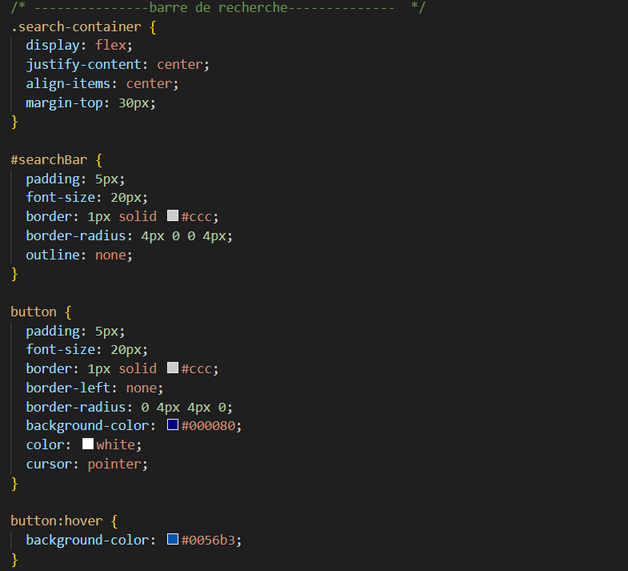 /* ---------------barre de recherche--------------  */
.search-container {
  display: flex;
  justify-content: center;
  align-items: center;
  margin-top: 30px;
}

#searchBar {
  padding: 5px;
  font-size: 20px;
  border: 1px solid #ccc;
  border-radius: 4px 0 0 4px;
  outline: none;
}

button {
  padding: 5px;
  font-size: 20px;
  border: 1px solid #ccc;
  border-left: none;
  border-radius: 0 4px 4px 0;
  background-color: #000080;
  color: white;
  cursor: pointer;
}

button:hover {
  background-color: #0056b3;
}